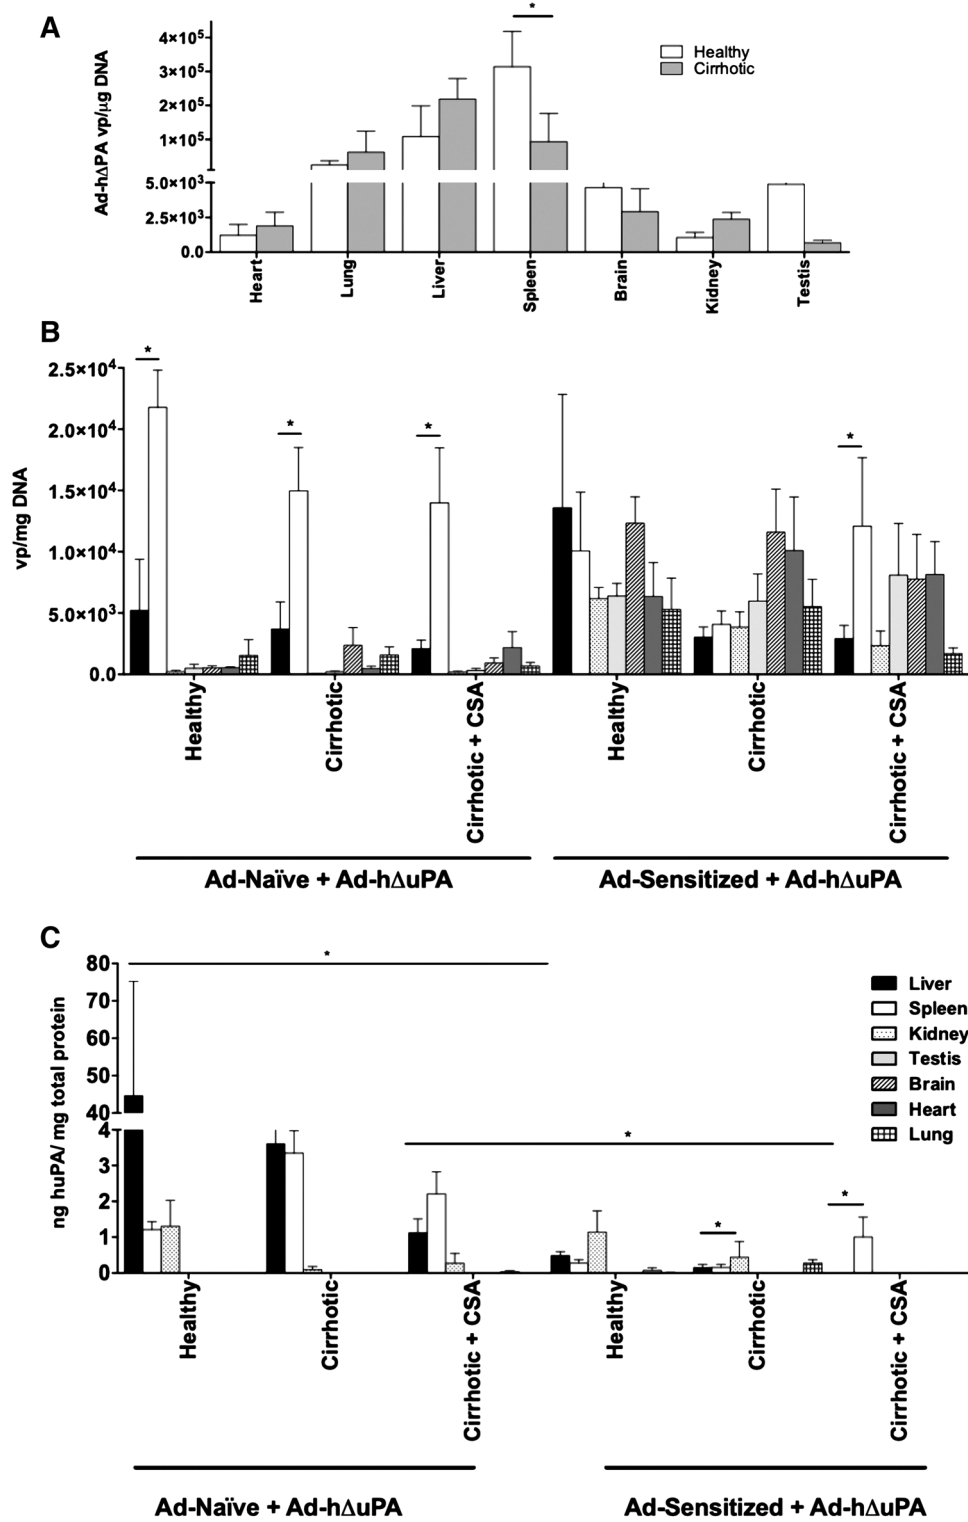 A
*
4×10⁵
3×10⁵
2×10⁵
1×10⁵
5.0×10³
2.5×10³
0.0
Ad-hΔPA vp/µg DNA
Healthy
Cirrhotic
Heart
Lung
Liver
Spleen
Brain
Kidney
Testis
B
*
*
*
*
2.5×10⁴
2.0×10⁴
1.5×10⁴
1.0×10⁴
5.0×10³
0.0
vp/mg DNA
Healthy
Cirrhotic
Cirrhotic + CSA
Healthy
Cirrhotic
Cirrhotic + CSA
Ad-Naïve + Ad-hΔuPA
Ad-Sensitized + Ad-hΔuPA
C
*
*
*
*
80
70
60
50
40
4
3
2
1
0
ng huPA/ mg total protein
Liver
Spleen
Kidney
Testis
Brain
Heart
Lung
Healthy
Cirrhotic
Cirrhotic + CSA
Healthy
Cirrhotic
Cirrhotic + CSA
Ad-Naïve + Ad-hΔuPA
Ad-Sensitized + Ad-hΔuPA